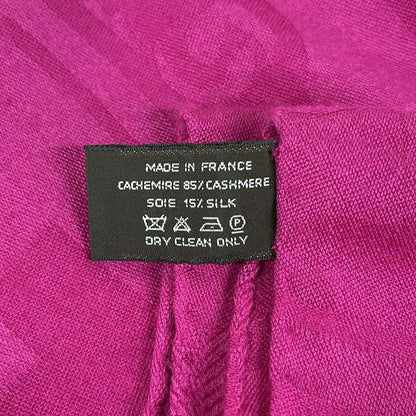 MADE IN FRANCE
CACHEMIRE 85% CASHMERE
SOIE 15% SILK
P
DRY CLEAN ONLY